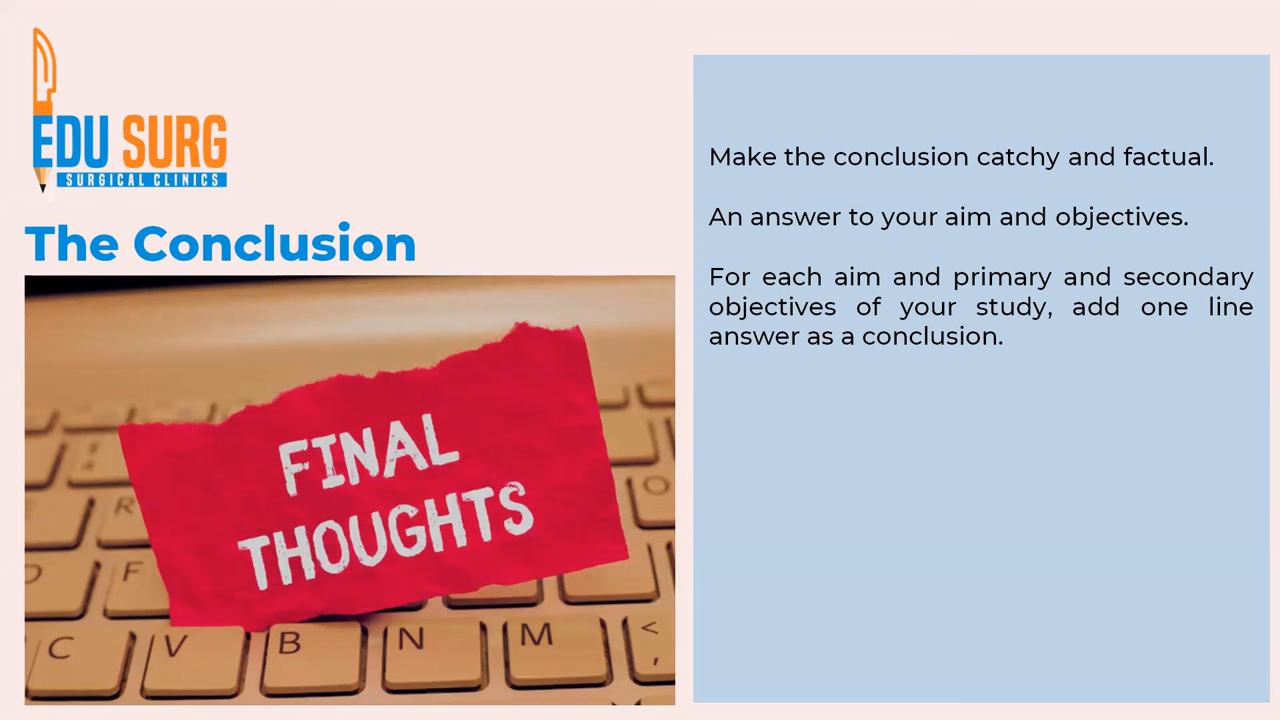 EDU SURG
SURGICAL CLINICS
The Conclusion
FINAL
THOUGHTS
R
O
D
F
C
V
B
N
M
<
,
Make the conclusion catchy and factual.
An answer to your aim and objectives.
For each aim and primary and secondary
objectives of your study, add one line
answer as a conclusion.